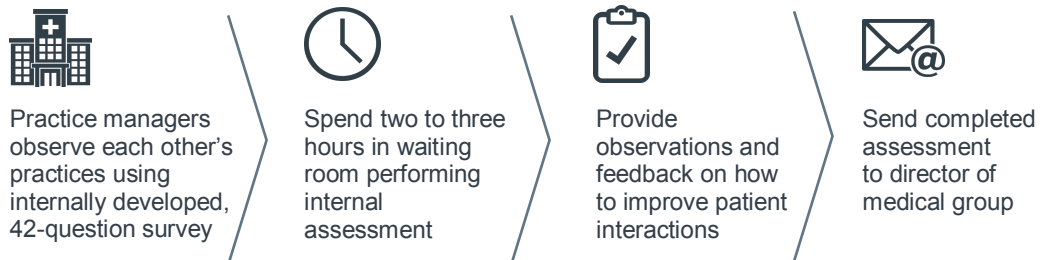 Practice managers
observe each other's
practices using
internally developed,
42-question survey
Spend two to three
hours in waiting
room performing
internal
assessment
Provide
observations and
feedback on how
to improve patient
interactions
@
Send completed
assessment
to director of
medical group